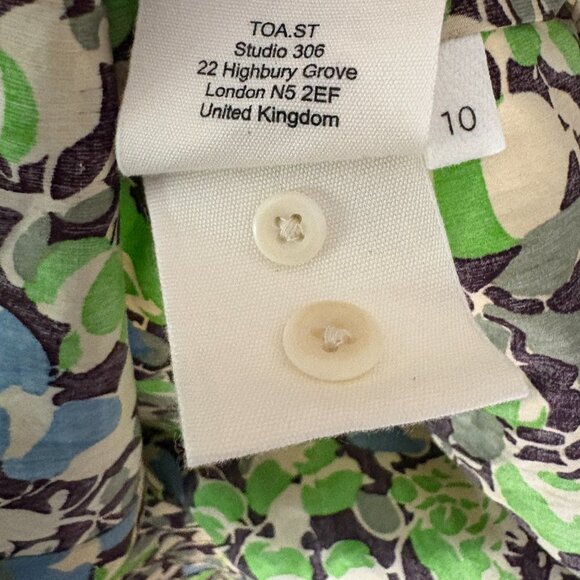 TOA.ST
Studio 306
22 Highbury Grove
London N5 2EF
United Kingdom
10